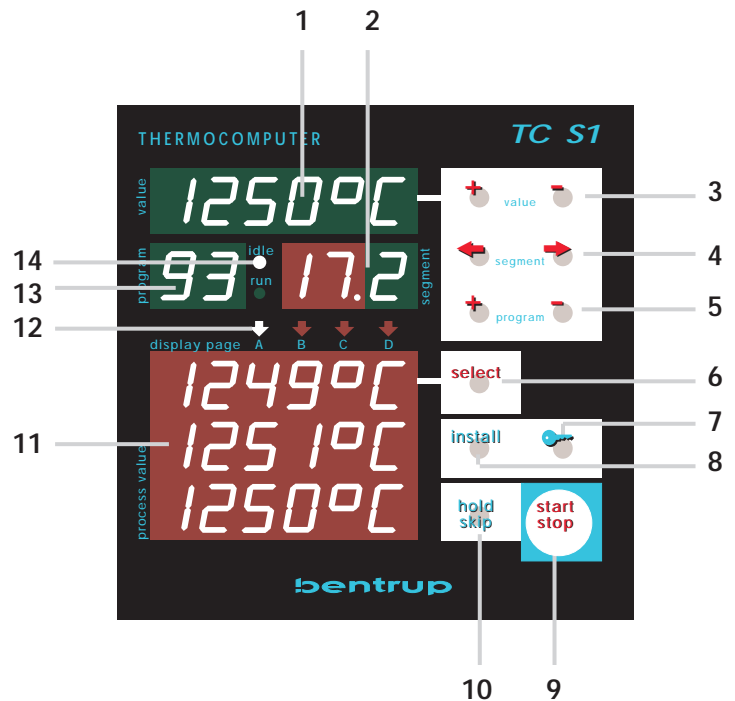 1
2
THERMOCOMPUTER
TC S1
value
1250°C
+ value -
3
program
93
idle
run
17.2
segment
14
13
segment
4
+ program -
5
12
display page A B C D
process value
1249°C
1251°C
1250°C
11
select
6
install
7
8
hold
skip
start
stop
bentrup
10
9